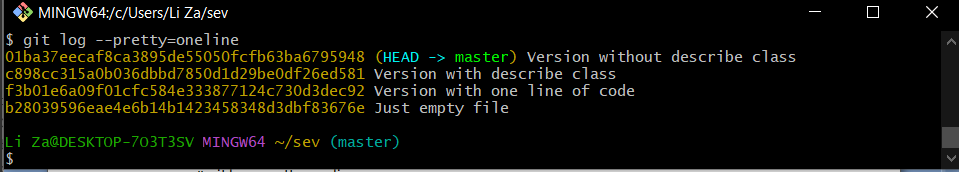 MINGW64:/c/Users/Li Za/sev
$ git log --pretty=oneline
01ba37eecaf8ca3895de55050fcfb63ba6795948 (HEAD -> master) Version without describe class
c898cc315a0b036dbbd7850d1d29be0df26ed581 Version with describe class
f3b01e6a09f01cfc584e333877124c730d3dec92 Version with one line of code
b28039596eae4e6b14b1423458348d3dbf83676e Just empty file
Li Za@DESKTOP-7O3T3SV MINGW64 ~/sev (master)
$